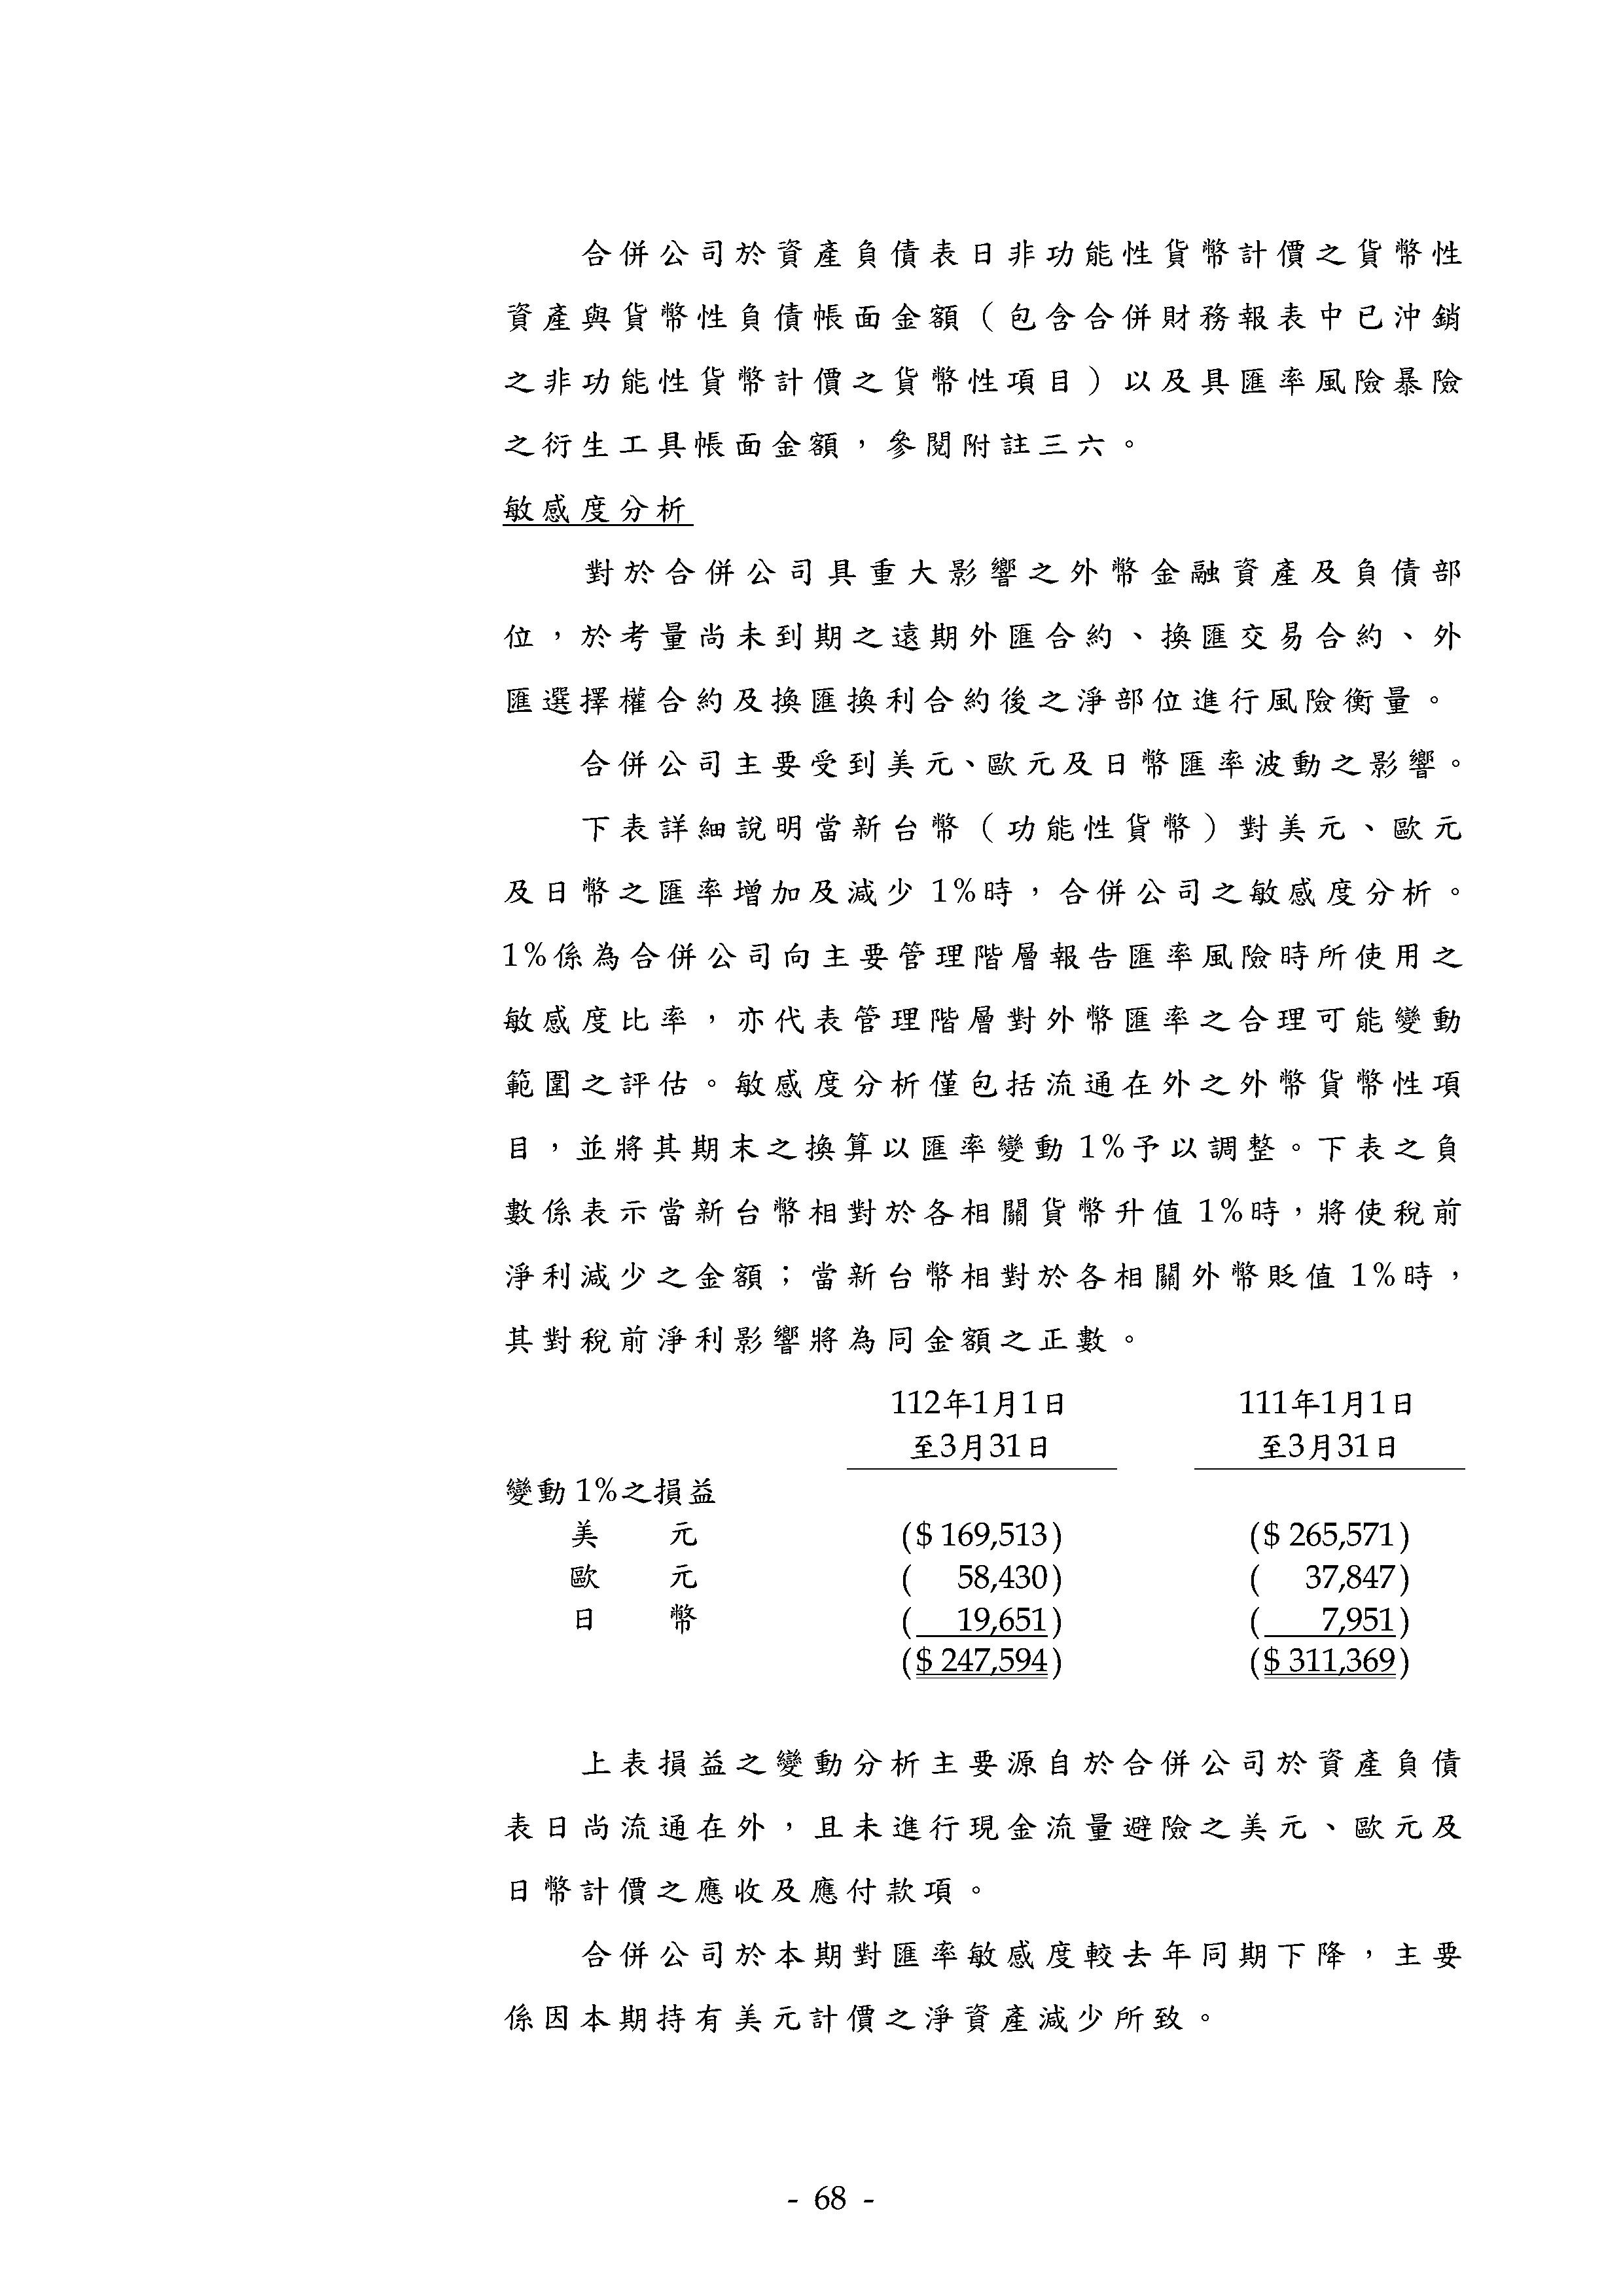 合併公司於資產負債表日非功能性貨幣計價之貨幣性
資產與貨幣性負債帳面金額（包含合併財務報表中已沖銷
之非功能性貨幣計價之貨幣性項目）以及具匯率風險暴險
之衍生工具帳面金額，參閱附註三六。
敏感度分析
對於合併公司具重大影響之外幣金融資產及負債部
位，於考量尚未到期之遠期外匯合約、換匯交易合約、外
匯選擇權合約及換匯換利合約後之淨部位進行風險衡量。
合併公司主要受到美元、歐元及日幣匯率波動之影響。
下表詳細說明當新台幣（功能性貨幣）對美元、歐元
及日幣之匯率增加及減少 1%時，合併公司之敏感度分析。
1%係為合併公司向主要管理階層報告匯率風險時所使用之
敏感度比率，亦代表管理階層對外幣匯率之合理可能變動
範圍之評估。敏感度分析僅包括流通在外之外幣貨幣性項
目，並將其期末之換算以匯率變動 1%予以調整。下表之負
數係表示當新台幣相對於各相關貨幣升值 1%時，將使稅前
淨利減少之金額；當新台幣相對於各相關外幣貶值 1%時，
其對稅前淨利影響將為同金額之正數。
112年1月1日 111年1月1日
至3月31日 至3月31日
變動 1%之損益
美 元 ($ 169,513) ($ 265,571)
歐 元 ( 58,430) ( 37,847)
日 幣 ( 19,651) ( 7,951)
($ 247,594) ($ 311,369)
上表損益之變動分析主要源自於合併公司於資產負債
表日尚流通在外，且未進行現金流量避險之美元、歐元及
日幣計價之應收及應付款項。
合併公司於本期對匯率敏感度較去年同期下降，主要
係因本期持有美元計價之淨資產減少所致。
- 68 -